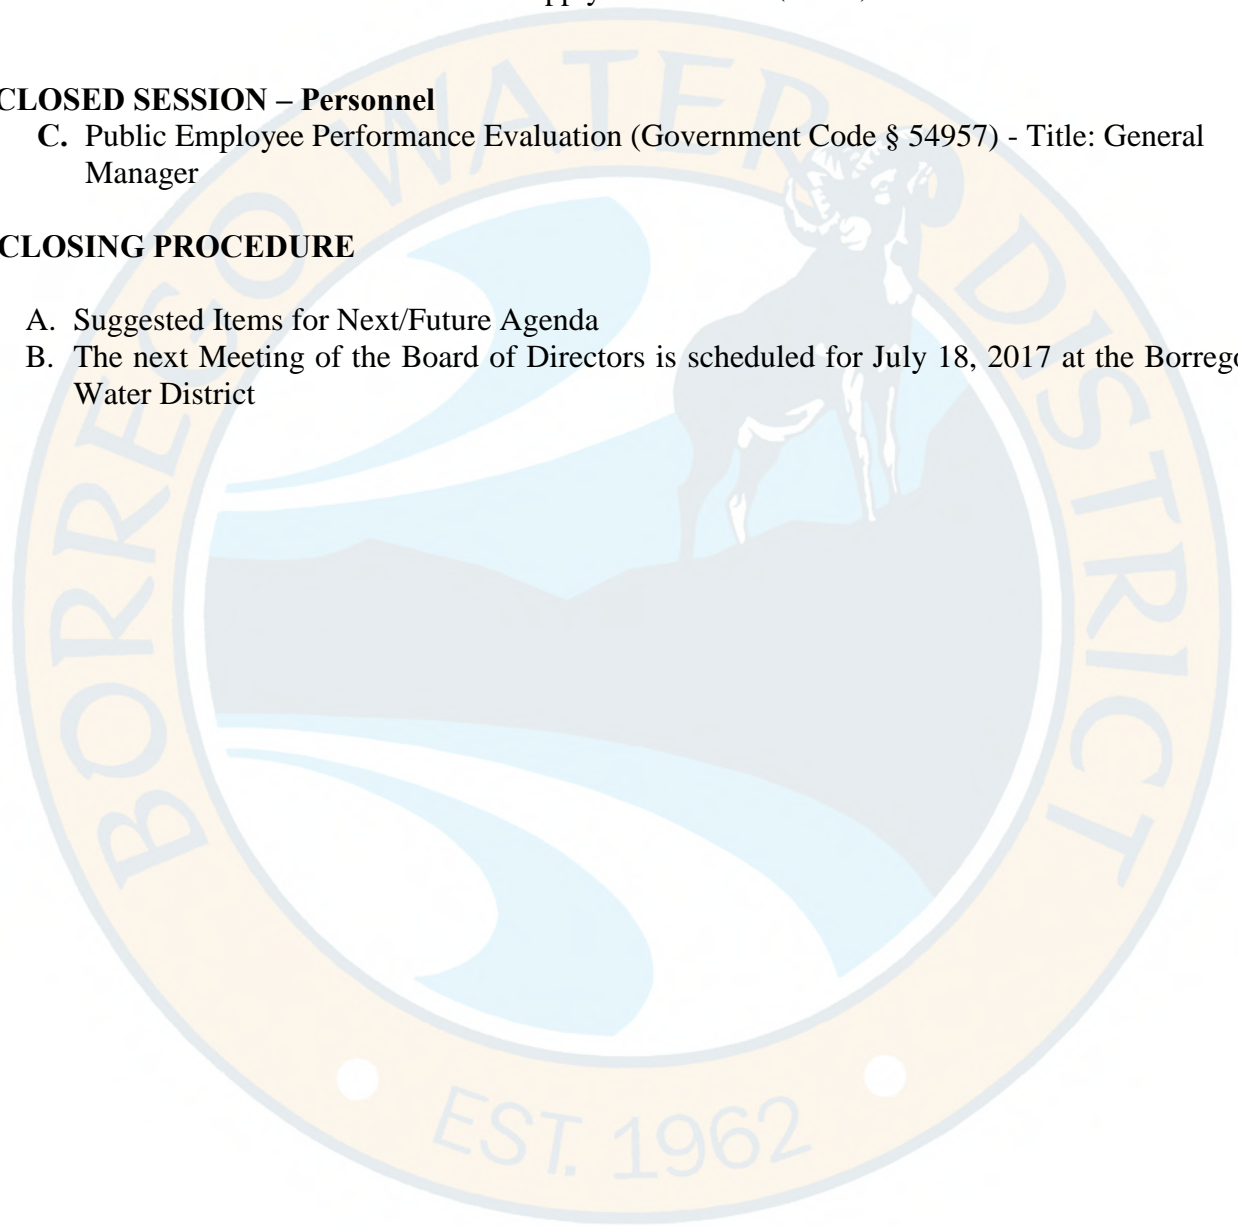 CLOSED SESSION – Personnel
C. Public Employee Performance Evaluation (Government Code § 54957) - Title: General
Manager
CLOSING PROCEDURE
A. Suggested Items for Next/Future Agenda
B. The next Meeting of the Board of Directors is scheduled for July 18, 2017 at the Borrego
Water District
BORREGO WATER DISTRICT
EST. 1962